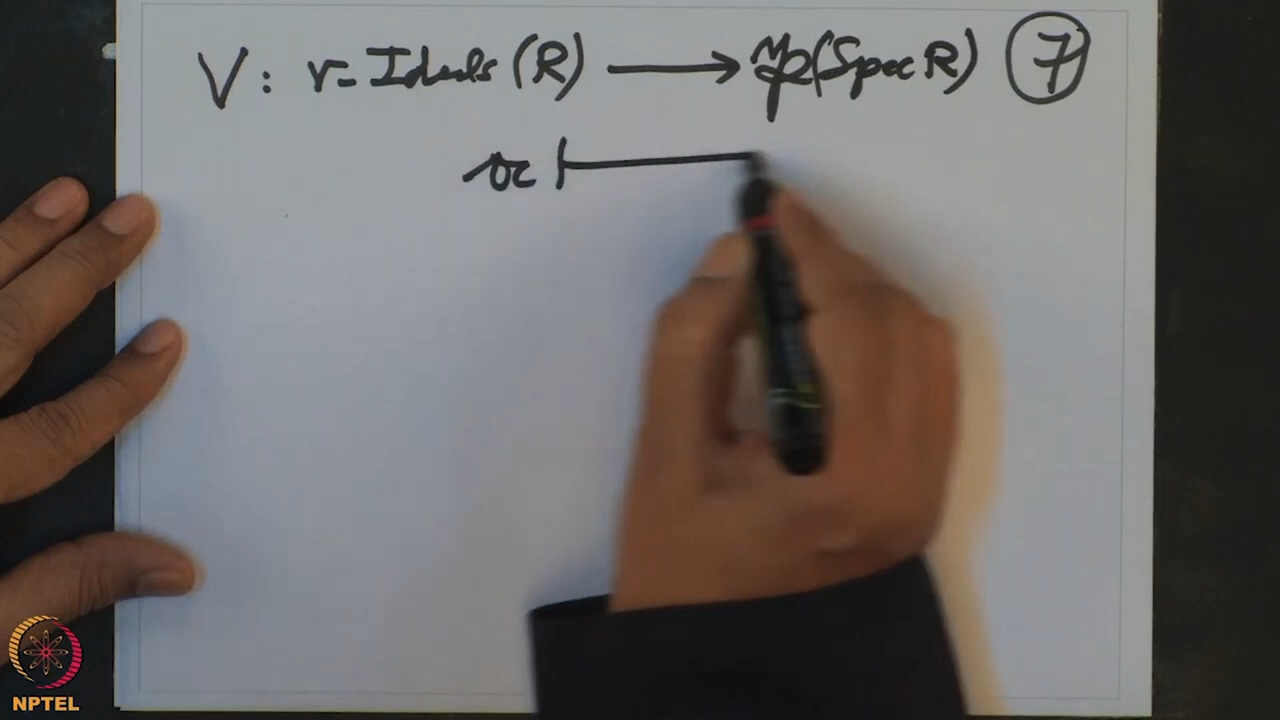 V : r-Ideals (R) ⟶ 𝔓(Spec R) ⑦
𝔞 ⊢
NPTEL